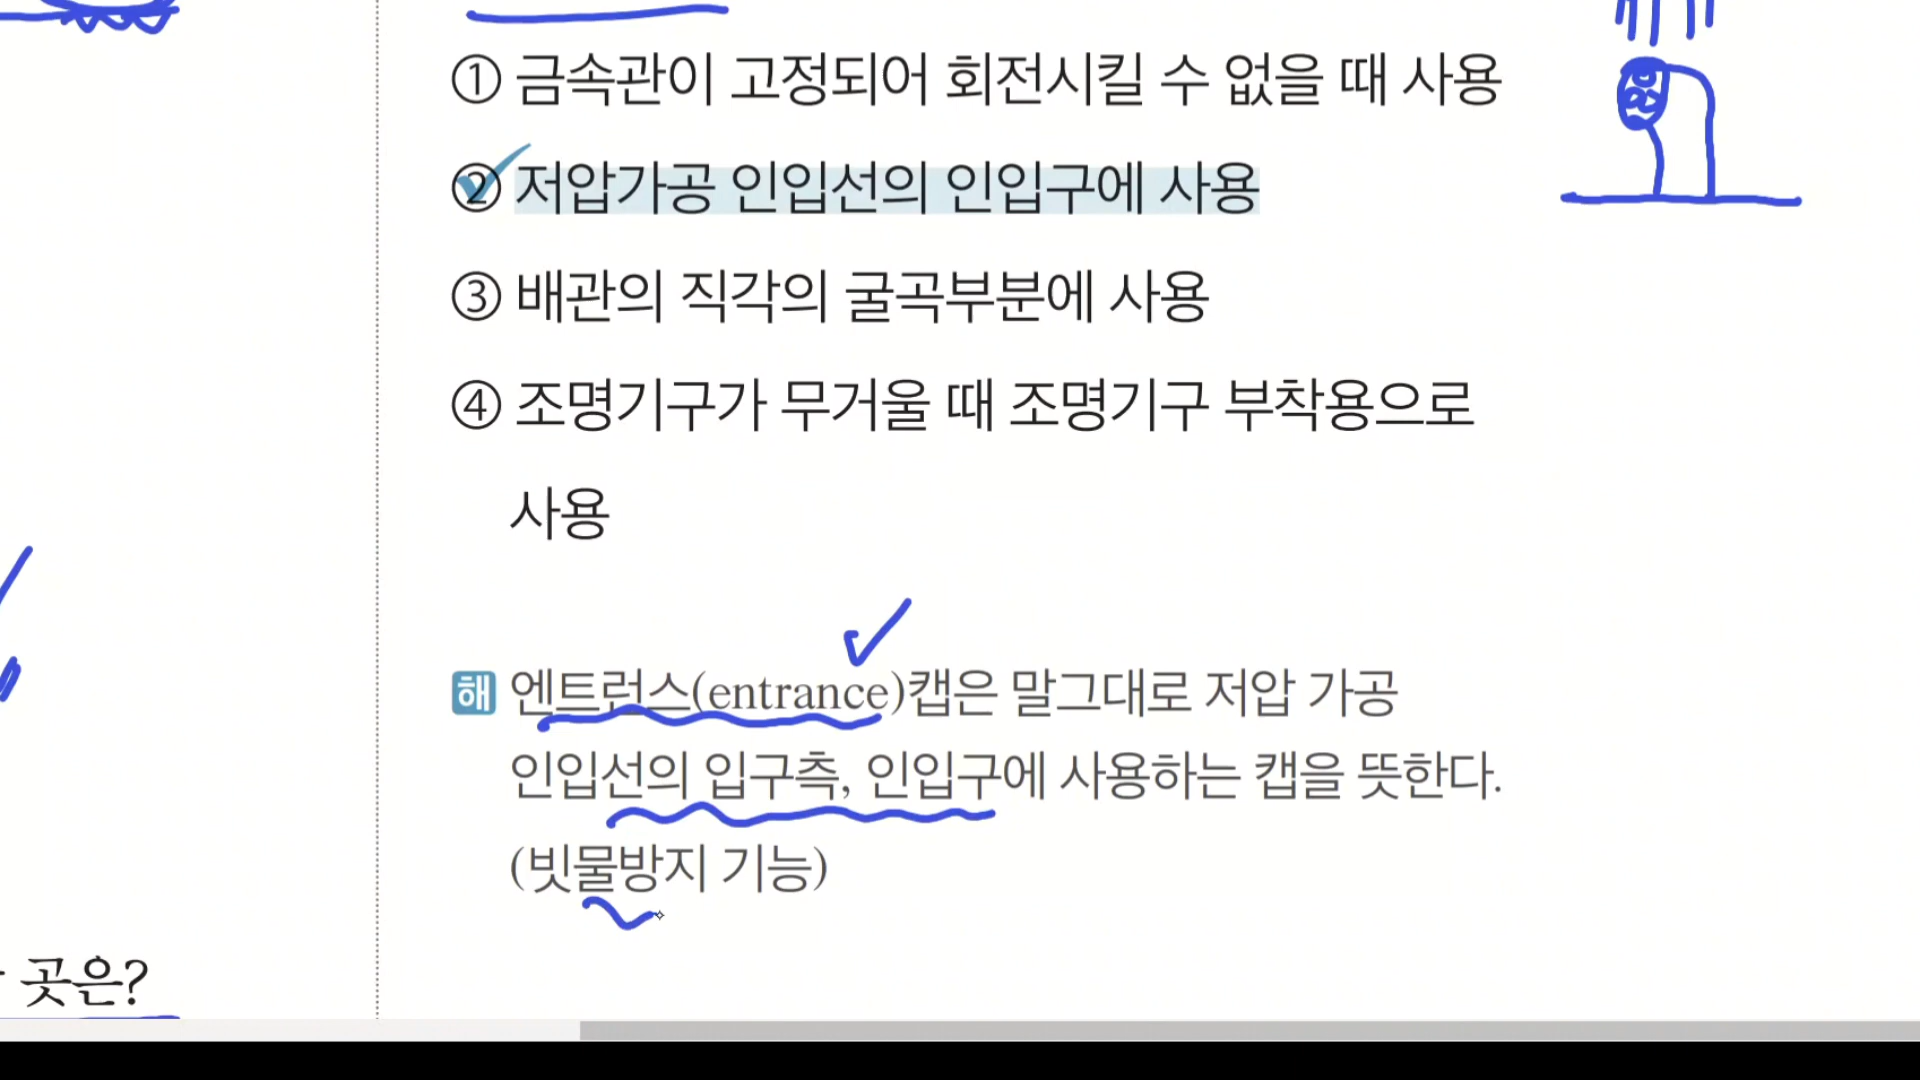 ① 금속관이 고정되어 회전시킬 수 없을 때 사용
② 저압가공 인입선의 인입구에 사용
③ 배관의 직각의 굴곡부분에 사용
④ 조명기구가 무거울 때 조명기구 부착용으로
사용
해 엔트런스(entrance)캡은 말그대로 저압 가공
인입선의 입구측, 인입구에 사용하는 캡을 뜻한다.
(빗물방지 기능)
곳은?